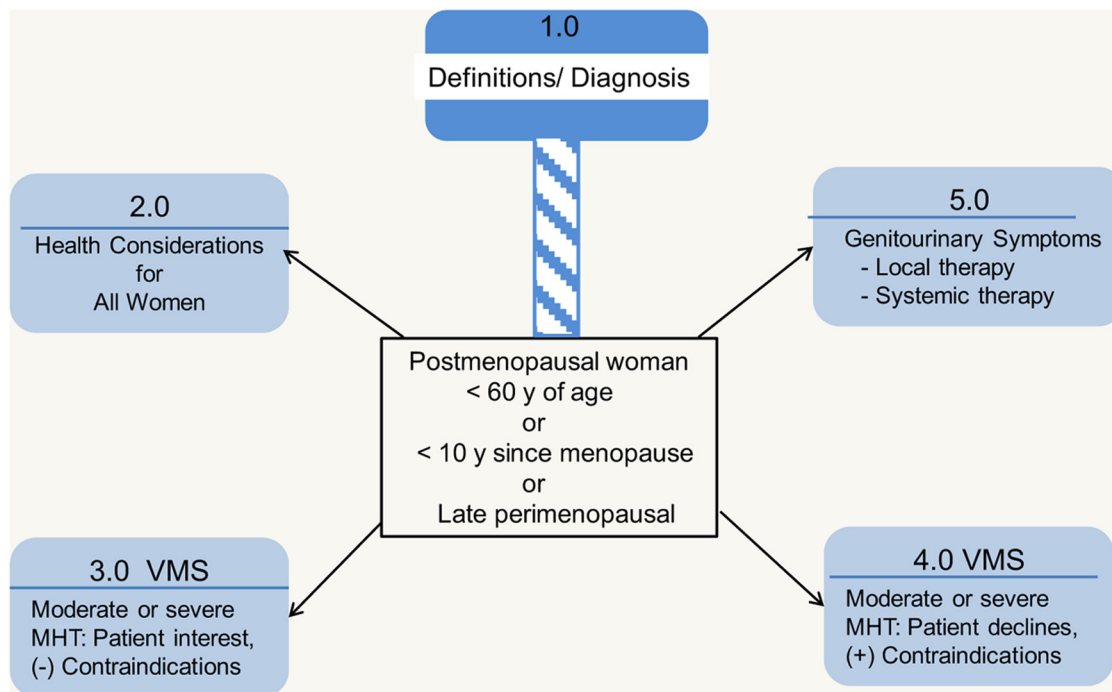 1.0
Definitions/ Diagnosis
2.0
Health Considerations
for
All Women
5.0
Genitourinary Symptoms
- Local therapy
- Systemic therapy
Postmenopausal woman
< 60 y of age
or
< 10 y since menopause
or
Late perimenopausal
3.0 VMS
Moderate or severe
MHT: Patient interest,
(-) Contraindications
4.0 VMS
Moderate or severe
MHT: Patient declines,
(+) Contraindications